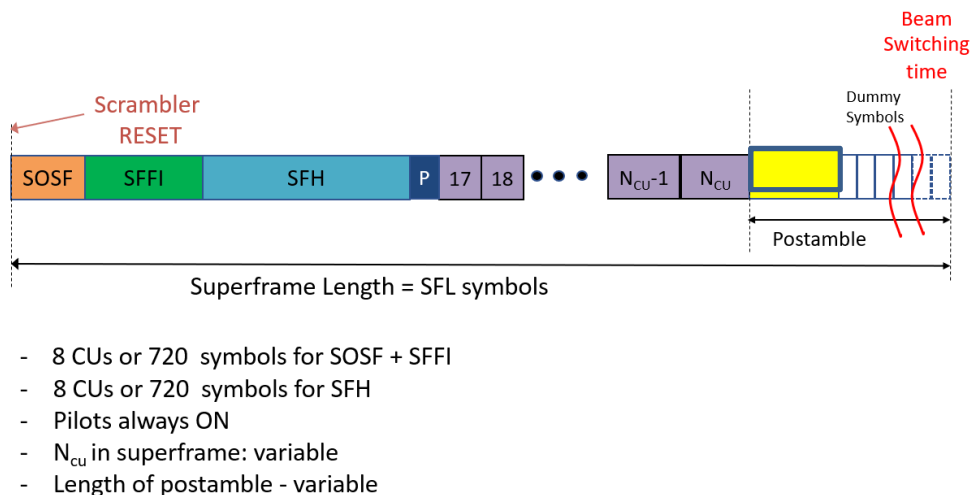 Beam
Switching
time
Scrambler
RESET
Dummy
Symbols
SOSF SFFI SFH P 17 18 N_CU-1 N_CU
Postamble
Superframe Length = SFL symbols
- 8 CUs or 720 symbols for SOSF + SFFI
- 8 CUs or 720 symbols for SFH
- Pilots always ON
- N_cu in superframe: variable
- Length of postamble - variable